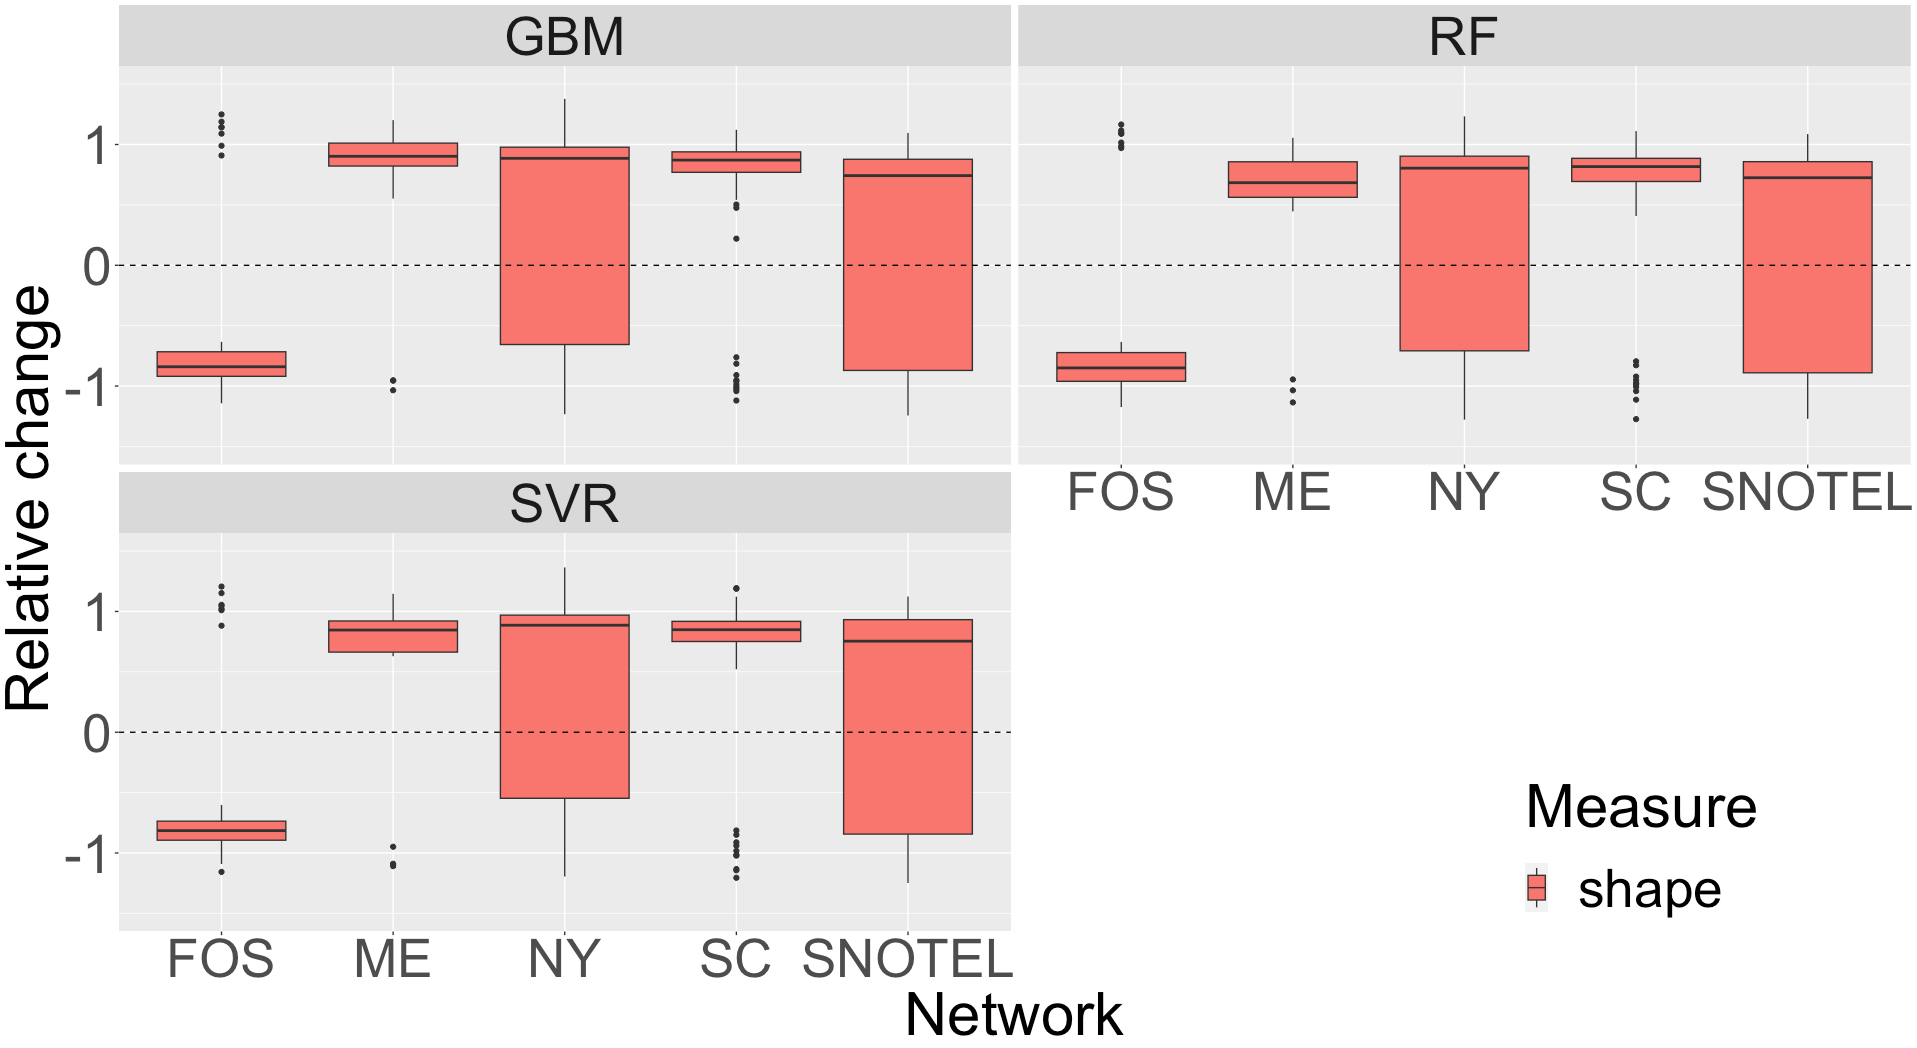 GBM
RF
Relative change
1
0
-1
FOS ME NY SC SNOTEL
SVR
1
0
-1
FOS ME NY SC SNOTEL
Network
Measure
shape